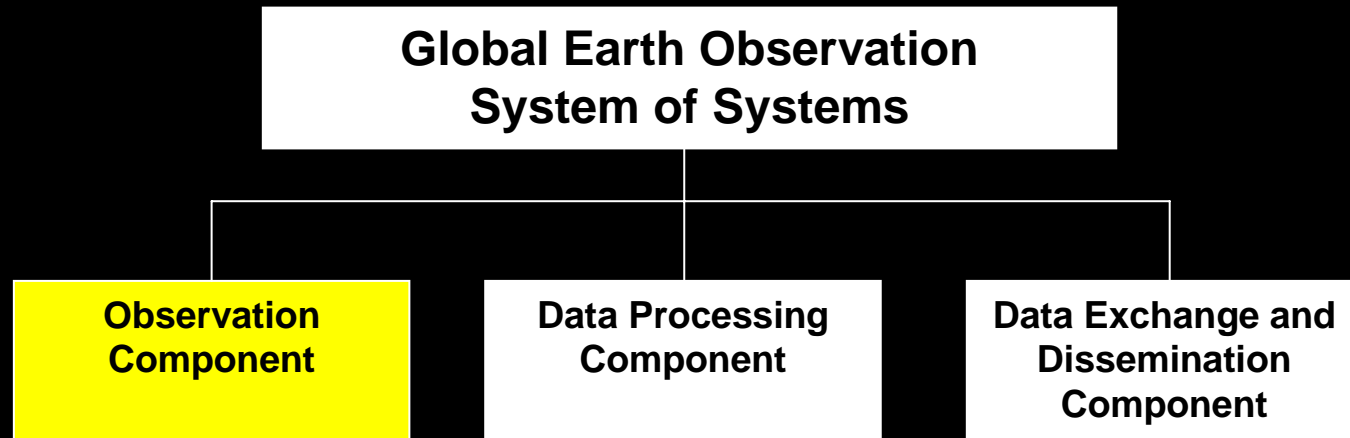 Global Earth Observation
System of Systems
Observation
Component
Data Processing
Component
Data Exchange and
Dissemination
Component